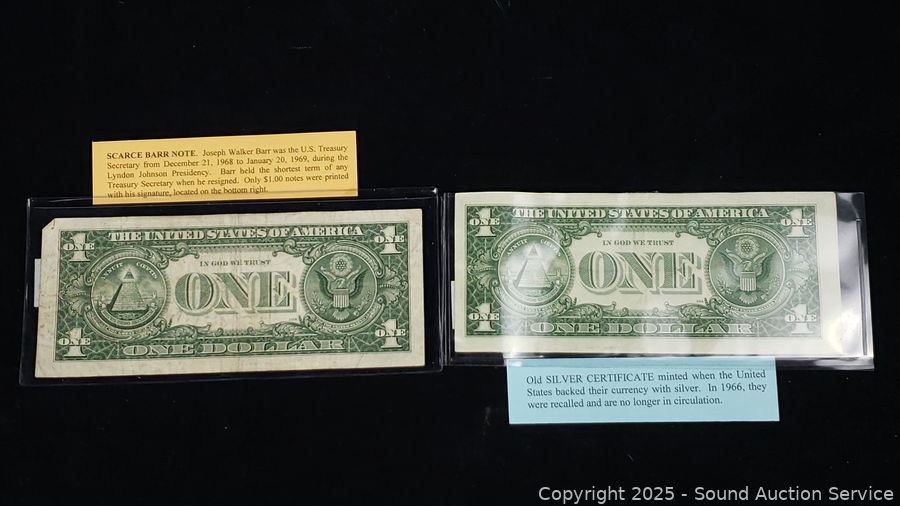 SCARCE BARR NOTE. Joseph Walker Barr was the U.S. Treasury
Secretary from December 21, 1968 to January 20, 1969, during the
Lyndon Johnson Presidency. Barr held the shortest term of any
Treasury Secretary when he resigned. Only $1.00 notes were printed
with his signature, located on the bottom right.
THE UNITED STATES OF AMERICA
ONE ONE
1 1
IN GOD WE TRUST
ONE
1 1
ONE ONE
ONE DOLLAR
THE UNITED STATES OF AMERICA
ONE ONE
1 1
IN GOD WE TRUST
ONE
1 1
ONE ONE
ONE DOLLAR
Old SILVER CERTIFICATE minted when the United
States backed their currency with silver. In 1966, they
were recalled and are no longer in circulation.
Copyright © 2025 - Sound Auction Service